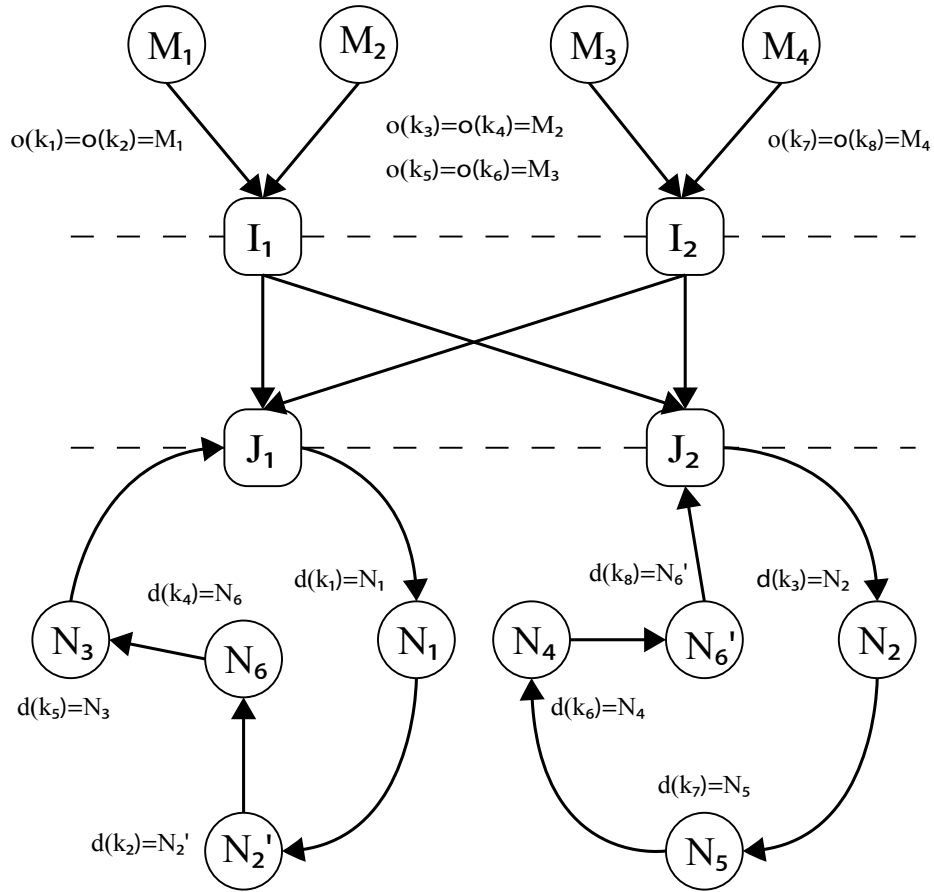 M₁ M₂ M₃ M₄
o(k₁)=o(k₂)=M₁
o(k₃)=o(k₄)=M₂
o(k₅)=o(k₆)=M₃
o(k₇)=o(k₈)=M₄
I₁ I₂
J₁ J₂
d(k₄)=N₆
d(k₁)=N₁
d(k₈)=N₆'
d(k₃)=N₂
N₃ N₆ N₁ N₄ N₆' N₂
d(k₅)=N₃
d(k₆)=N₄
d(k₇)=N₅
d(k₂)=N₂'
N₂' N₅